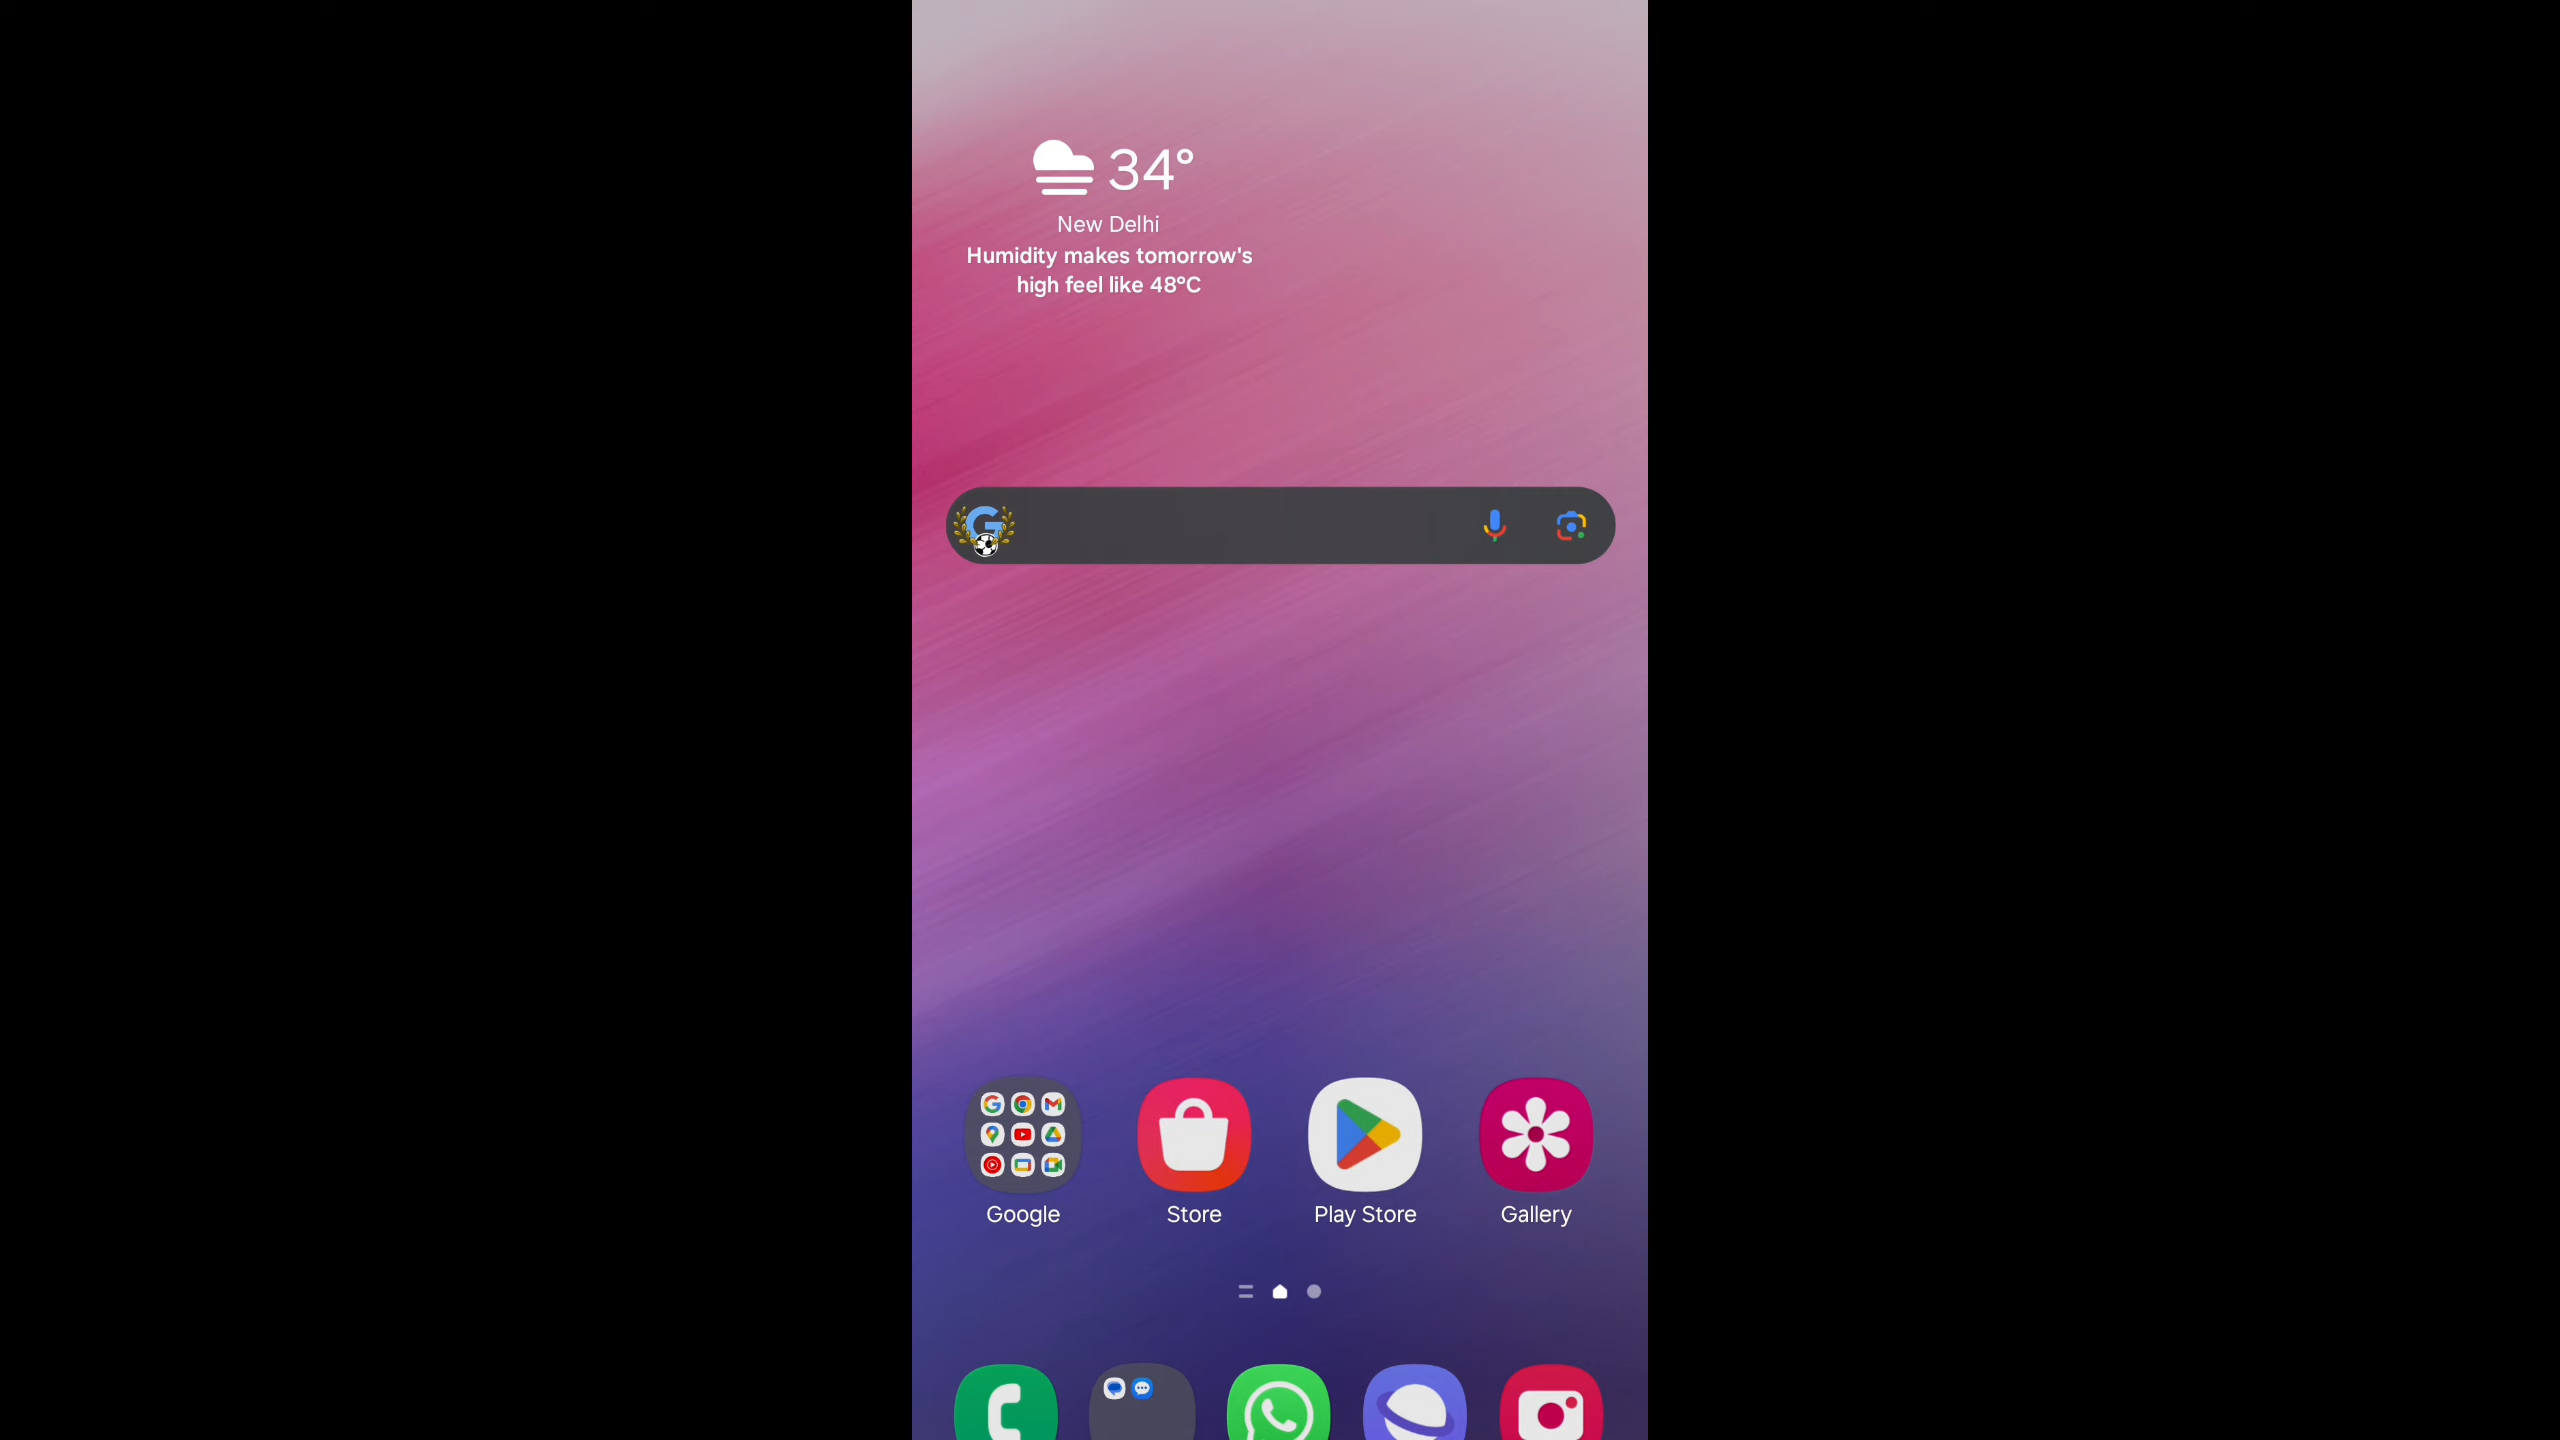 34°
New Delhi
Humidity makes tomorrow's
high feel like 48°C
Google
Store
Play Store
Gallery